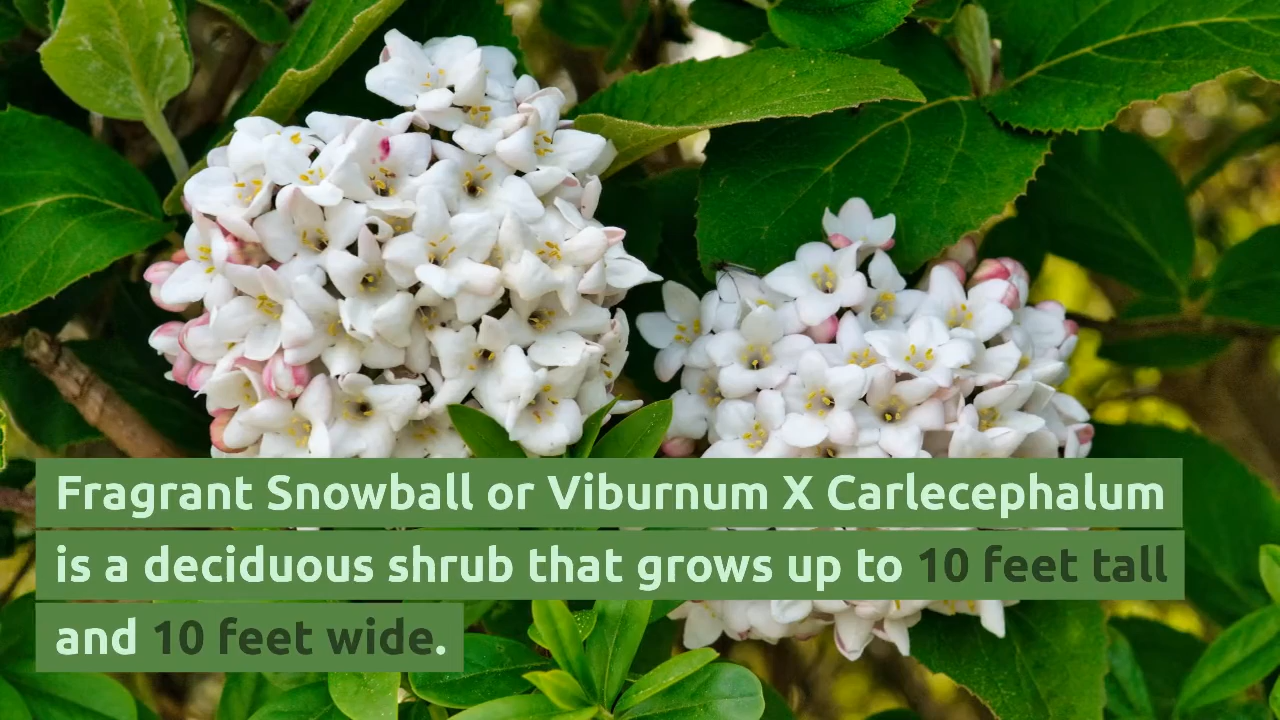 Fragrant Snowball or Viburnum X Carlecephalum
is a deciduous shrub that grows up to 10 feet tall
and 10 feet wide.